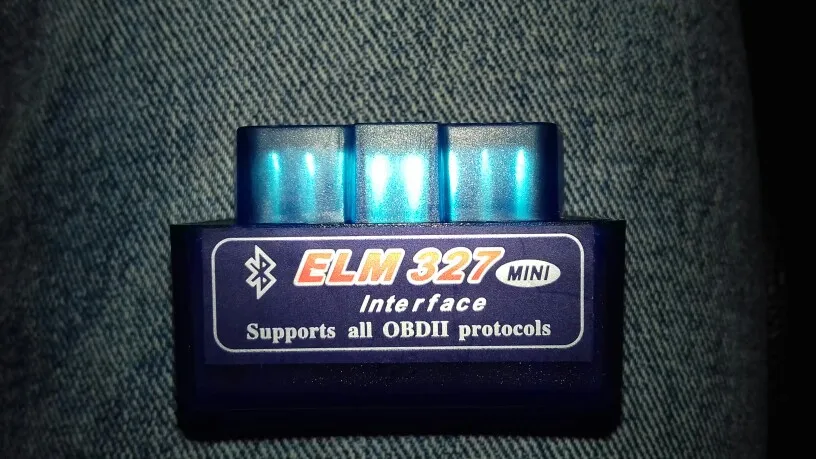 ELM 327 MINI
Interface
Supports all OBDII protocols